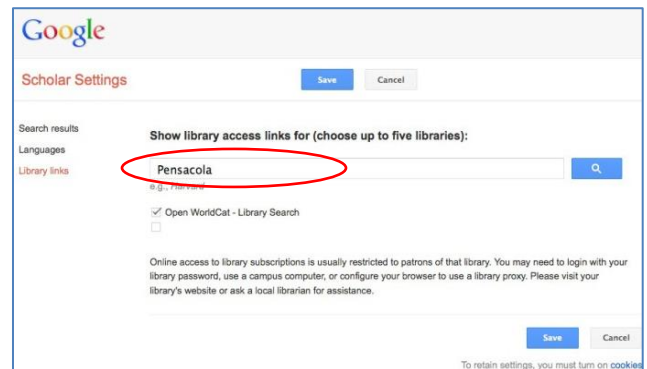 Google
Scholar Settings
Save
Cancel
Search results
Languages
Library links
Show library access links for (choose up to five libraries):
Pensacola
e.g., Harvard
Open WorldCat - Library Search
Online access to library subscriptions is usually restricted to patrons of that library. You may need to login with your
library password, use a campus computer, or configure your browser to use a library proxy. Please visit your
library's website or ask a local librarian for assistance.
Save
Cancel
To retain settings, you must turn on cookies